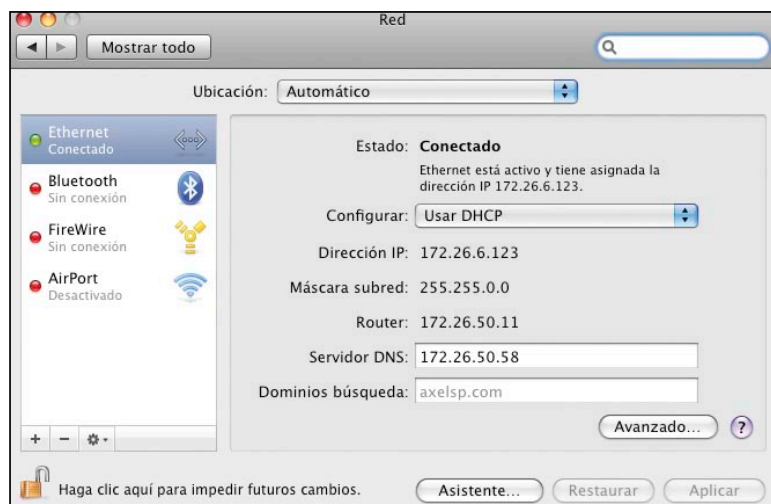 Red
Mostrar todo
Ubicación: Automático
Ethernet
Conectado
Bluetooth
Sin conexión
FireWire
Sin conexión
AirPort
Desactivado
Estado: Conectado
Ethernet está activo y tiene asignada la
dirección IP 172.26.6.123.
Configurar: Usar DHCP
Dirección IP: 172.26.6.123
Máscara subred: 255.255.0.0
Router: 172.26.50.11
Servidor DNS: 172.26.50.58
Dominios búsqueda: axelsp.com
Avanzado... ?
Haga clic aquí para impedir futuros cambios.
Asistente... Restaurar Aplicar